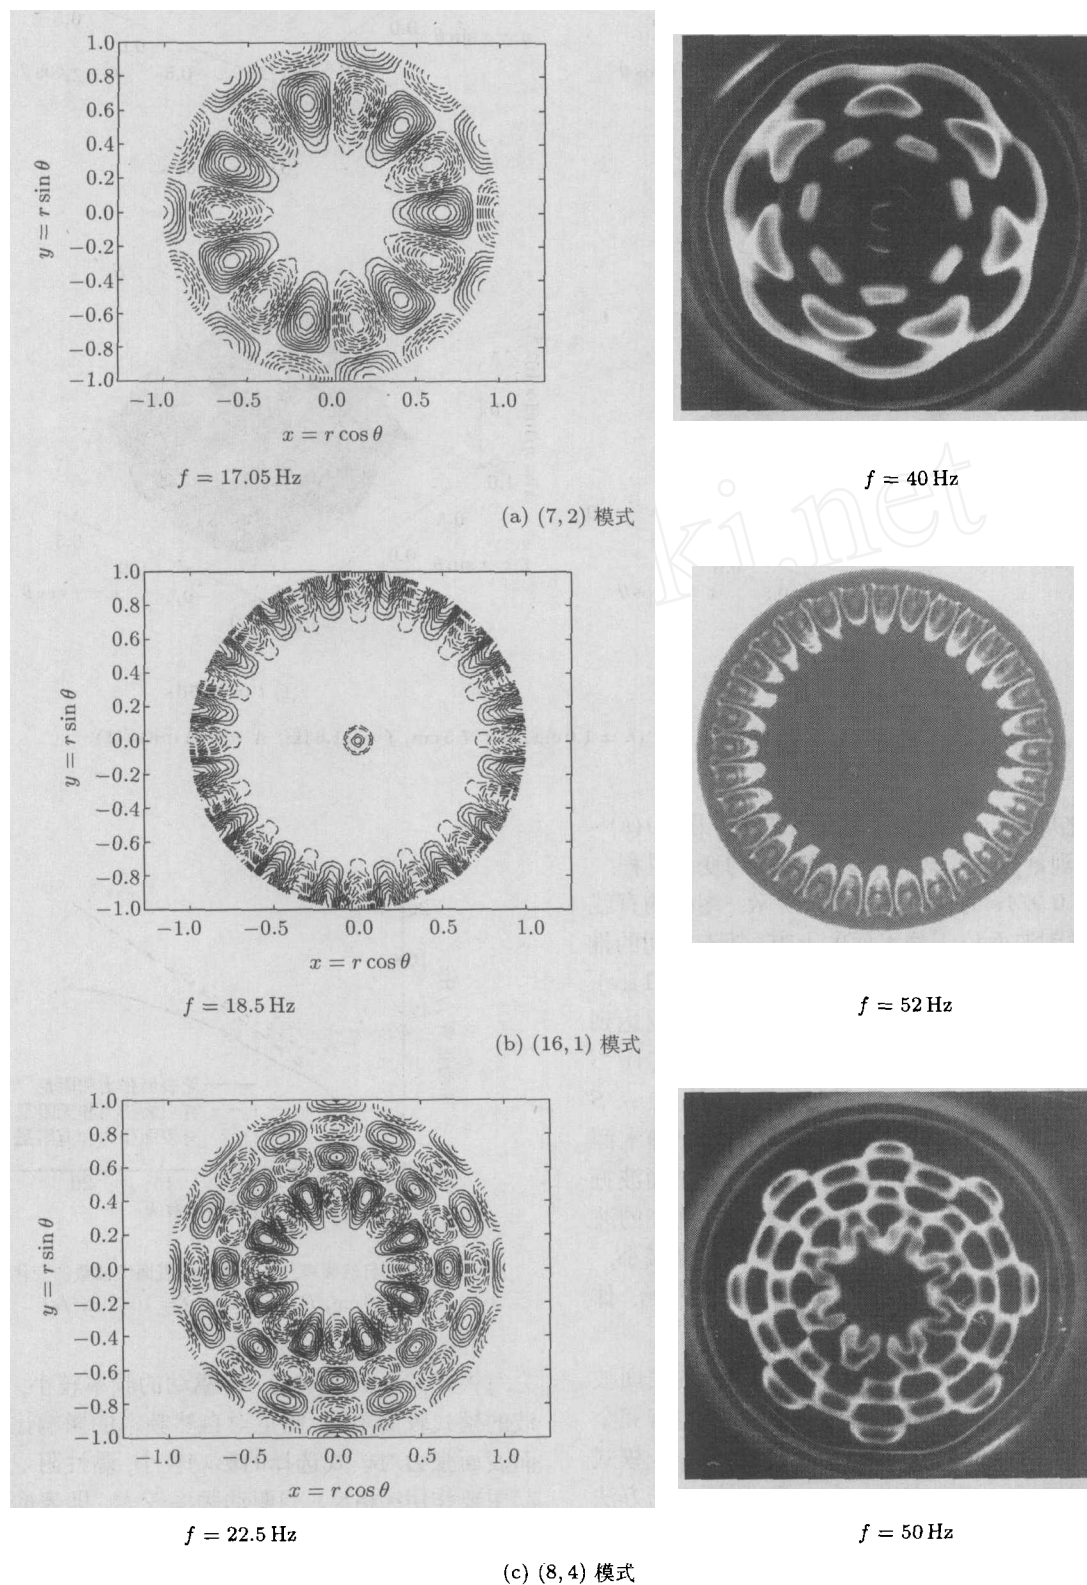 1.0
0.8
0.6
0.4
0.2
0.0
−0.2
−0.4
−0.6
−0.8
−1.0
y = r sin θ
−1.0 −0.5 0.0 0.5 1.0
x = r cos θ
f = 17.05 Hz
f = 40 Hz
(a) (7, 2) 模式
ki.net
1.0
0.8
0.6
0.4
0.2
0.0
−0.2
−0.4
−0.6
−0.8
−1.0
y = r sin θ
−1.0 −0.5 0.0 0.5 1.0
x = r cos θ
f = 18.5 Hz
f = 52 Hz
(b) (16, 1) 模式
1.0
0.8
0.6
0.4
0.2
0.0
−0.2
−0.4
−0.6
−0.8
−1.0
y = r sin θ
−1.0 −0.5 0.0 0.5 1.0
x = r cos θ
f = 22.5 Hz
f = 50 Hz
(c) (8, 4) 模式